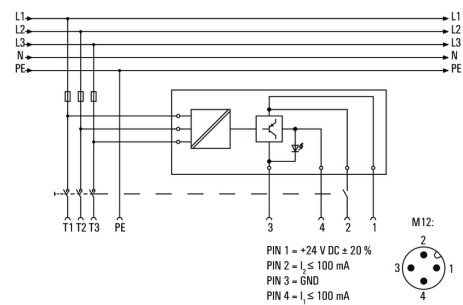 L1 L1
L2 L2
L3 L3
N N
PE PE
T1 T2 T3 PE 3 4 2 1
M12:
2
3 1
4
PIN 1 = +24 V DC ± 20 %
PIN 2 = I₂ ≤ 100 mA
PIN 3 = GND
PIN 4 = I₁ ≤ 100 mA